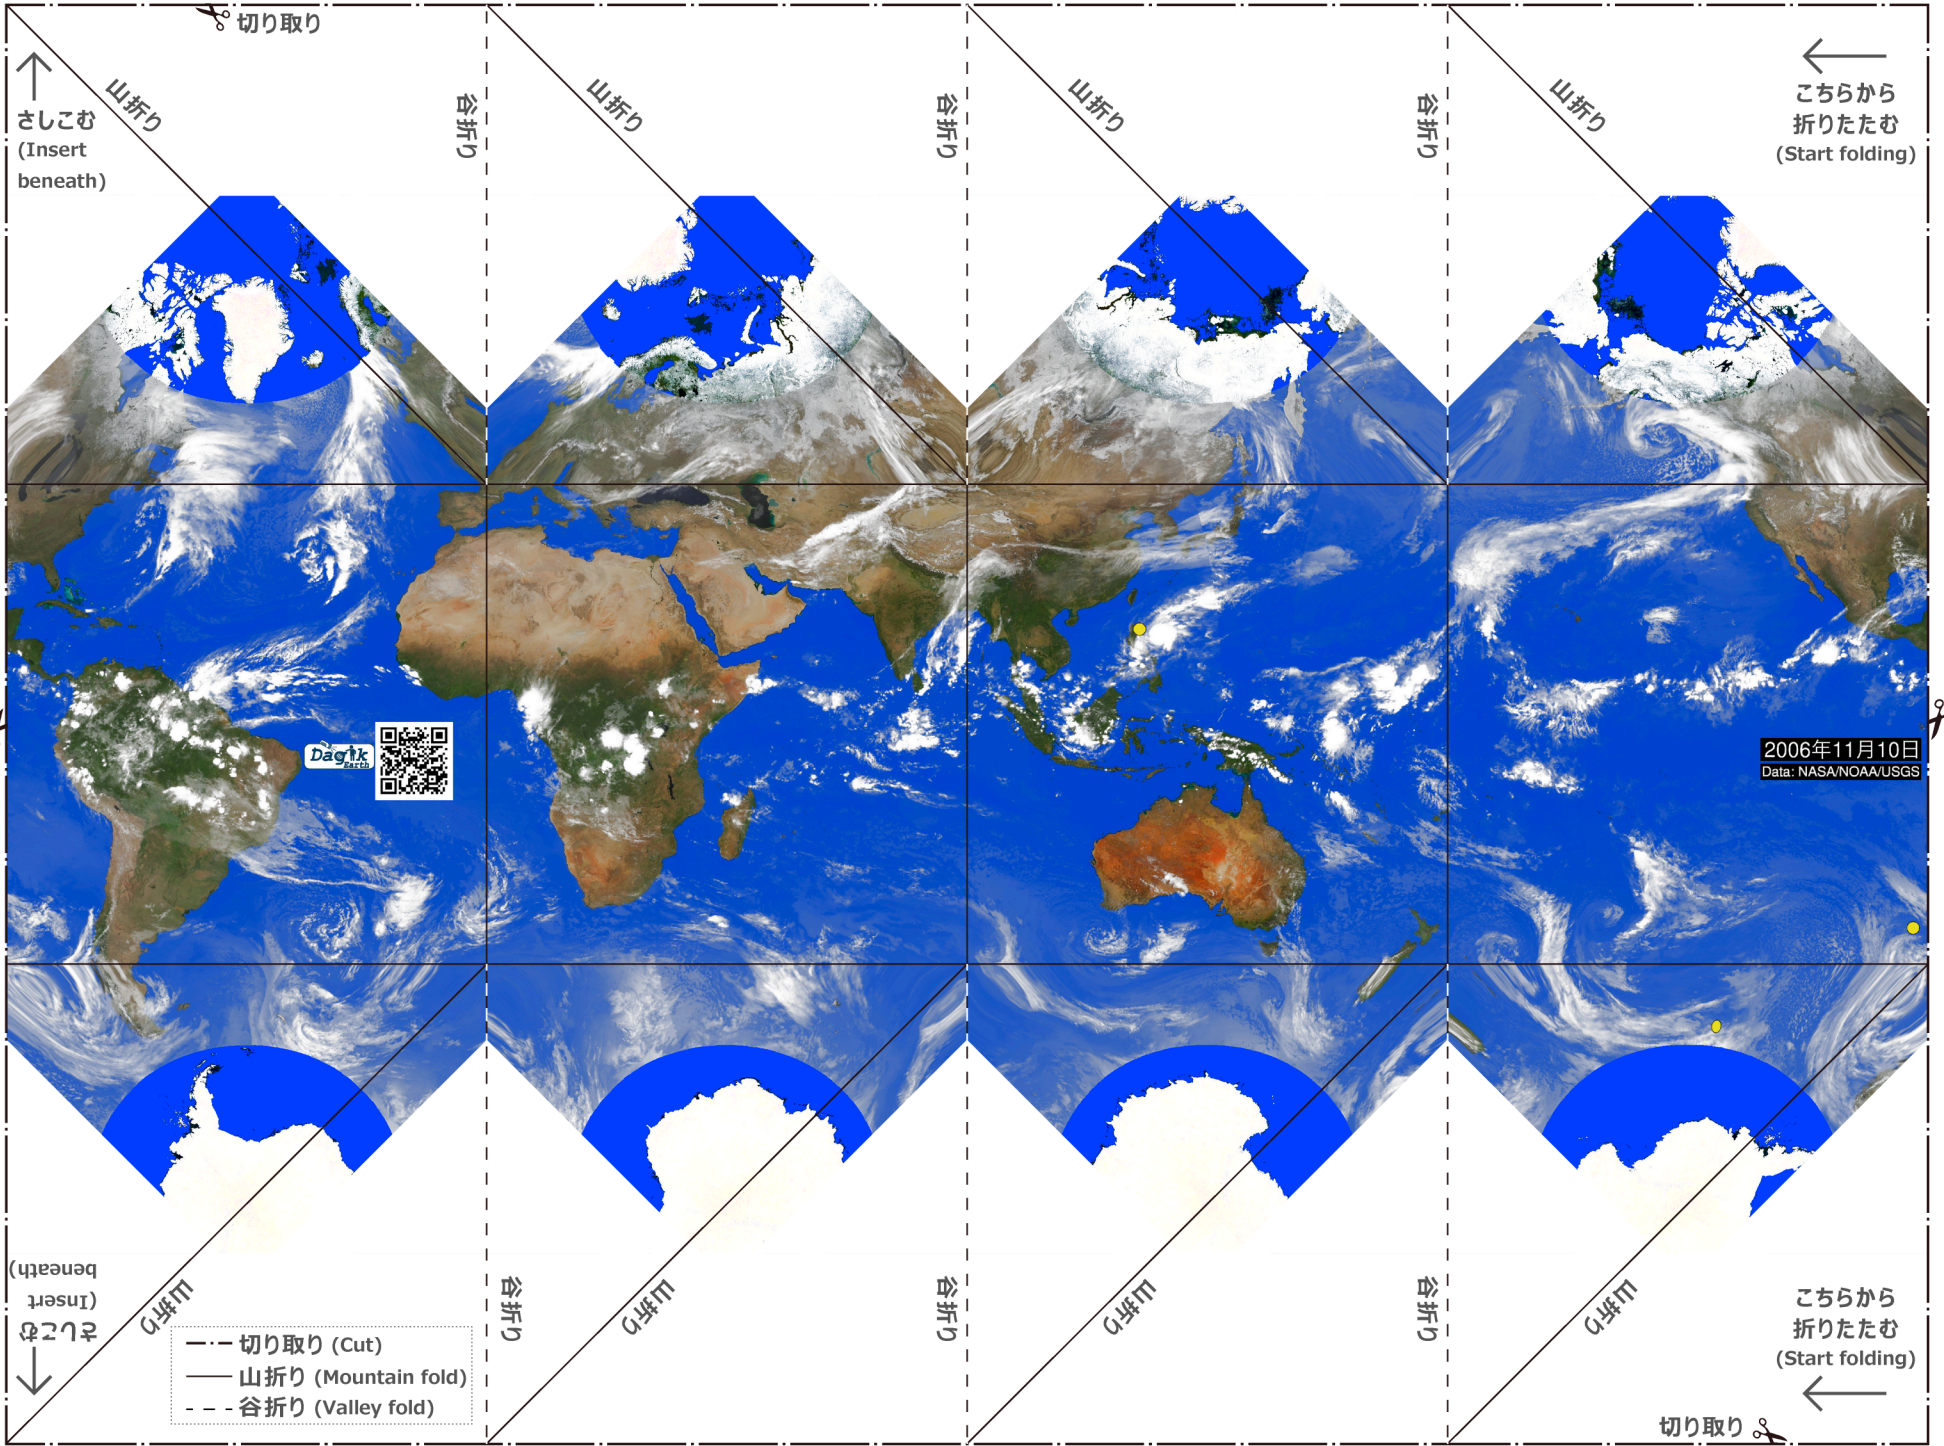 切り取り
山折り
谷折り
山折り
谷折り
山折り
谷折り
山折り
さしこむ
(Insert
beneath)
こちらから
折りたたむ
(Start folding)
Dagik
Earth
2006年11月10日
Data: NASA/NOAA/USGS
さしこむ
(Insert
beneath)
山折り
谷折り
山折り
谷折り
山折り
谷折り
山折り
こちらから
折りたたむ
(Start folding)
切り取り (Cut)
山折り (Mountain fold)
谷折り (Valley fold)
切り取り